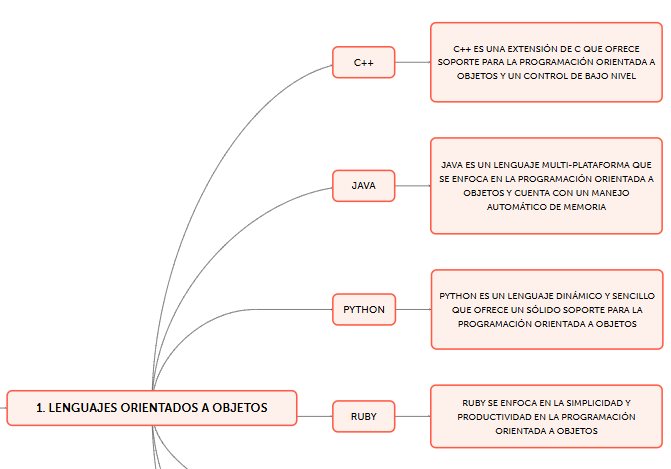 C++
C++ ES UNA EXTENSIÓN DE C QUE OFRECE
SOPORTE PARA LA PROGRAMACIÓN ORIENTADA A
OBJETOS Y UN CONTROL DE BAJO NIVEL
JAVA
JAVA ES UN LENGUAJE MULTI-PLATAFORMA QUE
SE ENFOCA EN LA PROGRAMACIÓN ORIENTADA A
OBJETOS Y CUENTA CON UN MANEJO
AUTOMÁTICO DE MEMORIA
PYTHON
PYTHON ES UN LENGUAJE DINÁMICO Y SENCILLO
QUE OFRECE UN SÓLIDO SOPORTE PARA LA
PROGRAMACIÓN ORIENTADA A OBJETOS
1. LENGUAJES ORIENTADOS A OBJETOS
RUBY
RUBY SE ENFOCA EN LA SIMPLICIDAD Y
PRODUCTIVIDAD EN LA PROGRAMACIÓN
ORIENTADA A OBJETOS